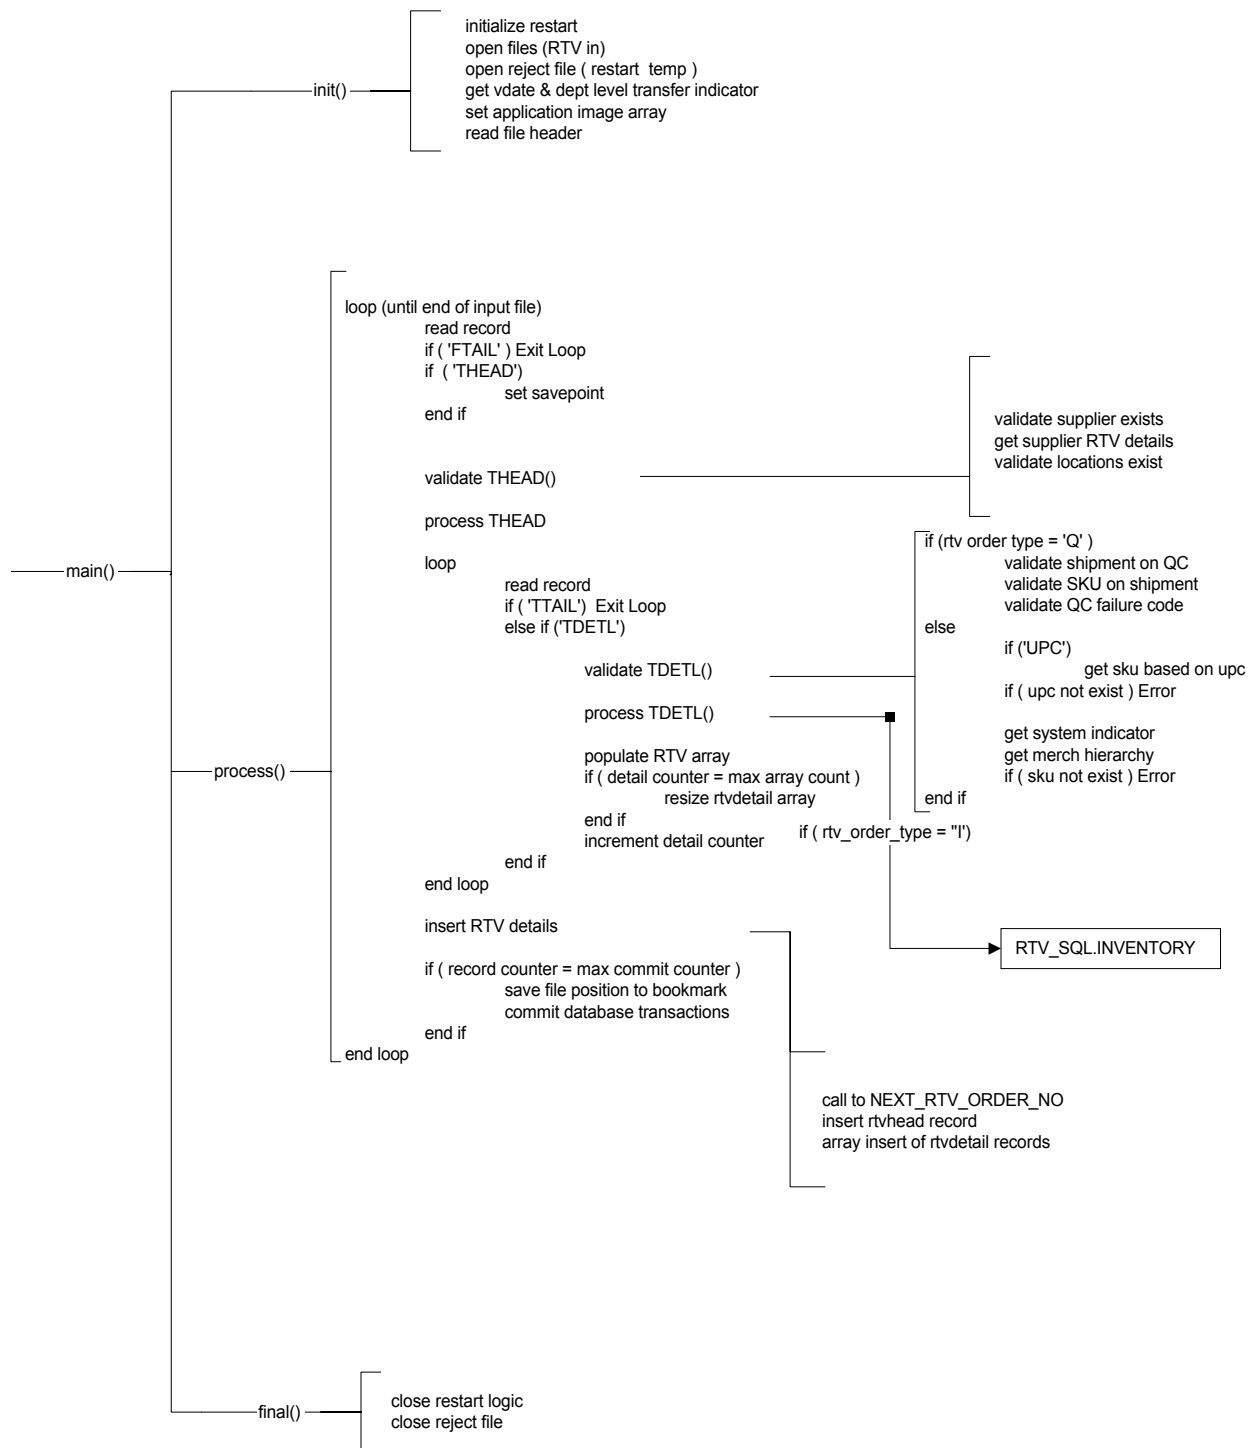 initialize restart
open files (RTV in)
open reject file ( restart  temp )
get vdate & dept level transfer indicator
set application image array
read file header
init()
loop (until end of input file)
read record
if ( 'FTAIL' ) Exit Loop
if  ( 'THEAD')
set savepoint
end if
validate THEAD()
validate supplier exists
get supplier RTV details
validate locations exist
process THEAD
loop
read record
if ( 'TTAIL')  Exit Loop
else if ('TDETL')
validate TDETL()
process TDETL()
populate RTV array
if ( detail counter = max array count )
resize rtvdetail array
end if
increment detail counter
end if
end loop
insert RTV details
if ( record counter = max commit counter )
save file position to bookmark
commit database transactions
end if
end loop
main()
process()
if (rtv order type = 'Q' )
validate shipment on QC
validate SKU on shipment
validate QC failure code
else
if ('UPC')
get sku based on upc
if ( upc not exist ) Error
get system indicator
get merch hierarchy
if ( sku not exist ) Error
end if
if ( rtv_order_type = "I')
RTV_SQL.INVENTORY
call to NEXT_RTV_ORDER_NO
insert rtvhead record
array insert of rtvdetail records
final()
close restart logic
close reject file